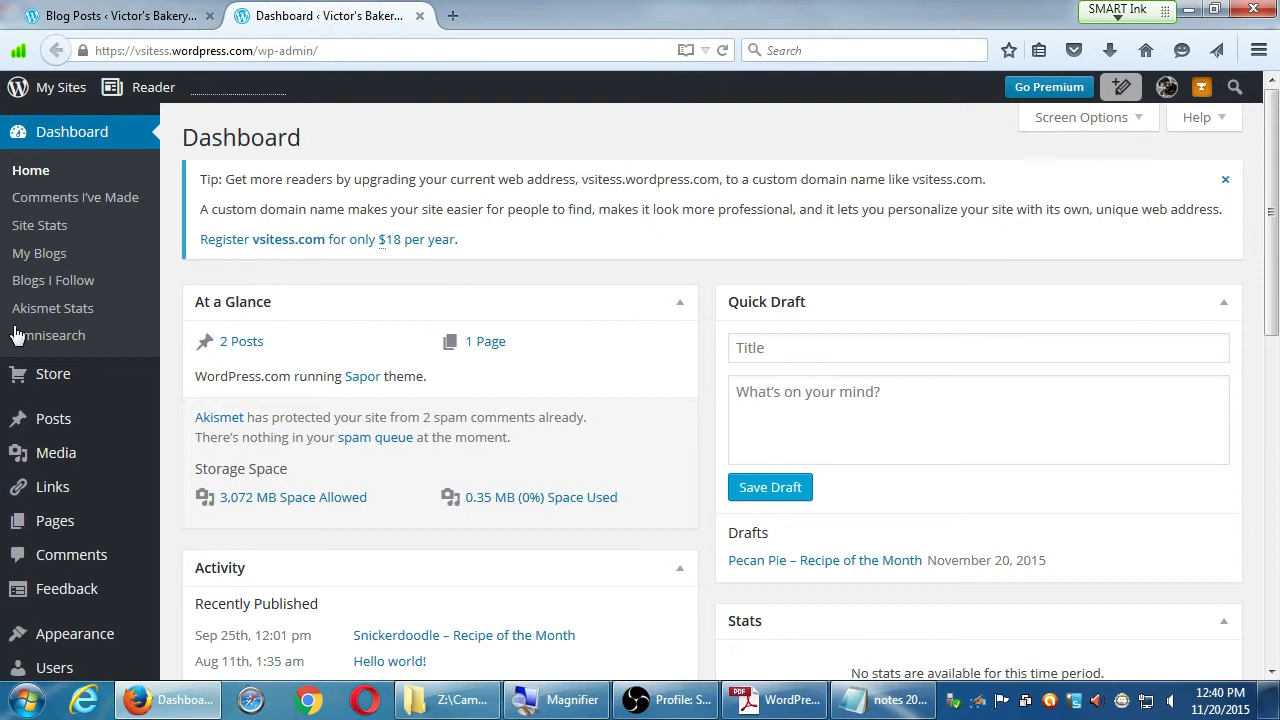 Blog Posts ‹ Victor's Bakery...
Dashboard ‹ Victor's Bakery...
SMART Ink
https://vsitess.wordpress.com/wp-admin/
Search
My Sites
Reader
Go Premium
Dashboard
Home
Comments I've Made
Site Stats
My Blogs
Blogs I Follow
Akismet Stats
mnisearch
Store
Posts
Media
Links
Pages
Comments
Feedback
Appearance
Users
Screen Options
Help
Dashboard
Tip: Get more readers by upgrading your current web address, vsitess.wordpress.com, to a custom domain name like vsitess.com.
A custom domain name makes your site easier for people to find, makes it look more professional, and it lets you personalize your site with its own, unique web address.
Register vsitess.com for only $18 per year.
At a Glance
2 Posts
1 Page
WordPress.com running Sapor theme.
Akismet has protected your site from 2 spam comments already.
There's nothing in your spam queue at the moment.
Storage Space
3,072 MB Space Allowed
0.35 MB (0%) Space Used
Activity
Recently Published
Sep 25th, 12:01 pm
Snickerdoodle – Recipe of the Month
Aug 11th, 1:35 am
Hello world!
Quick Draft
Title
What's on your mind?
Save Draft
Drafts
Pecan Pie – Recipe of the Month November 20, 2015
Stats
No stats are available for this time period.
Dashboa...
Z:\Cam...
Magnifier
Profile: S...
PDF
WordPre...
notes 20...
12:40 PM
11/20/2015